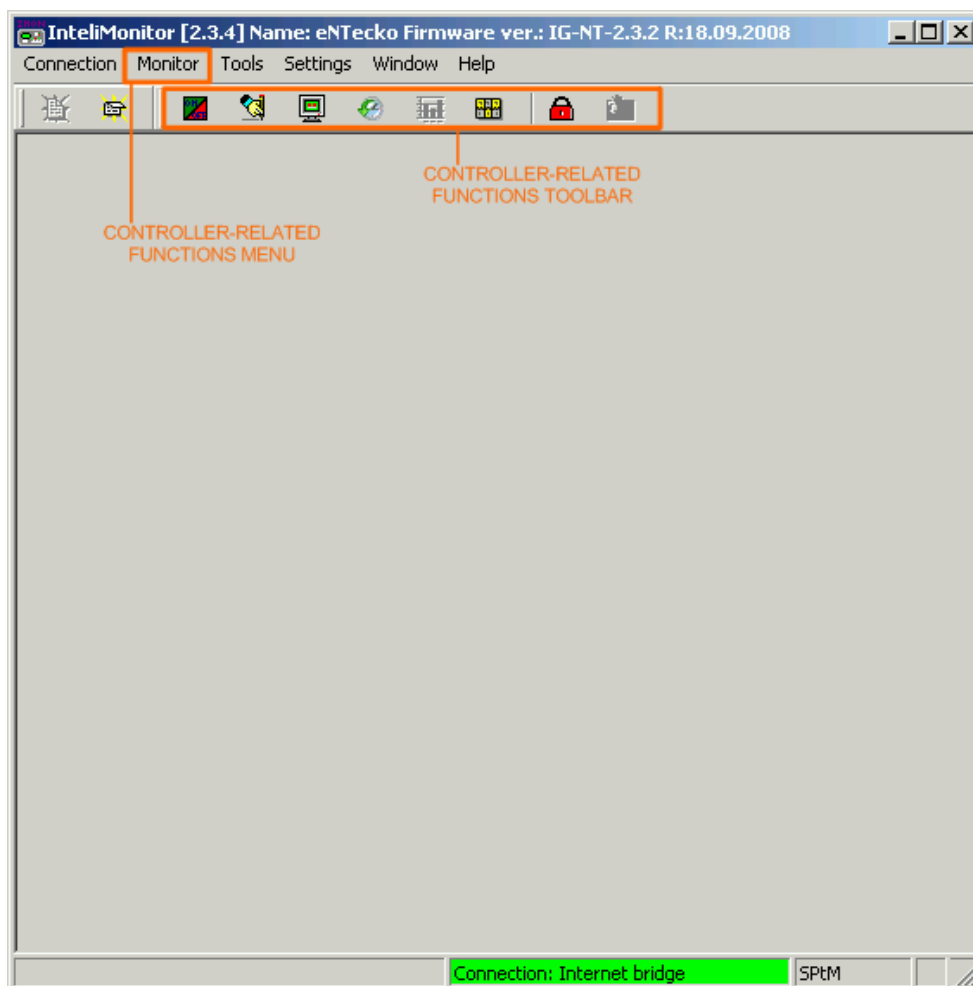 InteliMonitor [2.3.4] Name: eNTecko Firmware ver.: IG-NT-2.3.2 R:18.09.2008
Connection Monitor Tools Settings Window Help
CONTROLLER-RELATED
FUNCTIONS TOOLBAR
CONTROLLER-RELATED
FUNCTIONS MENU
Connection: Internet bridge SPtM